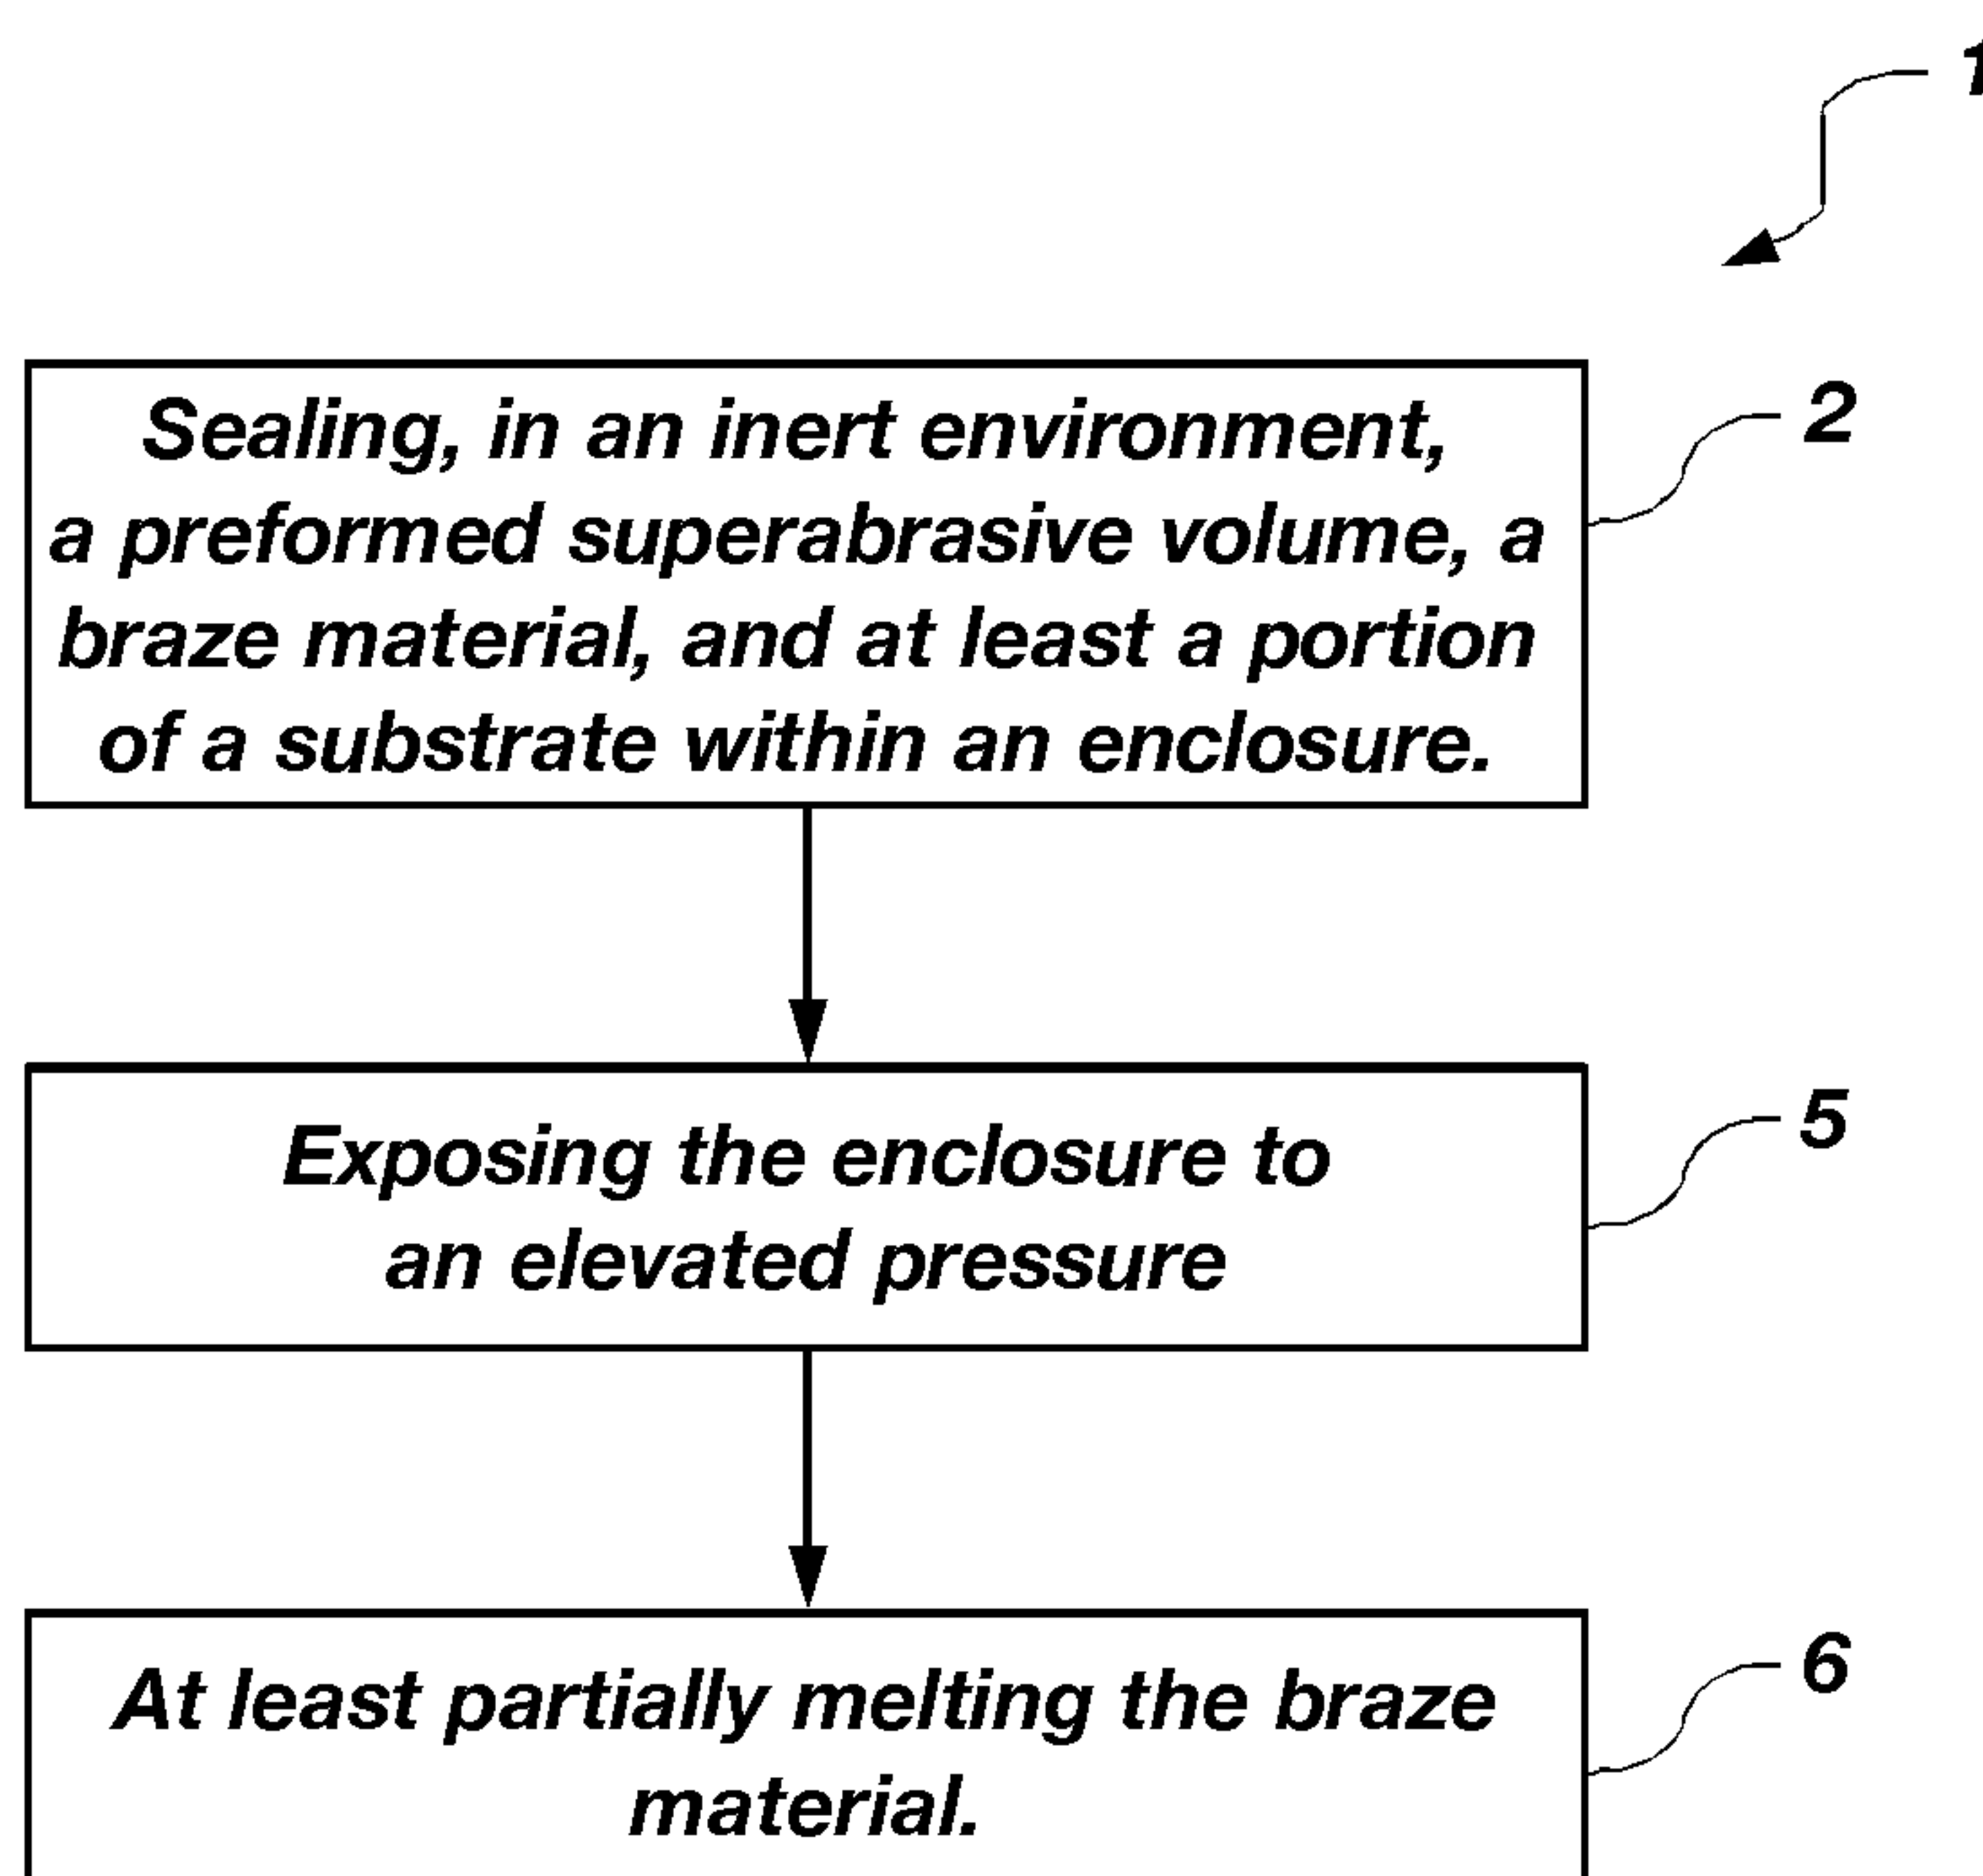 1
Sealing, in an inert environment,
a preformed superabrasive volume, a
braze material, and at least a portion
of a substrate within an enclosure.
2
Exposing the enclosure to
an elevated pressure
5
At least partially melting the braze
material.
6